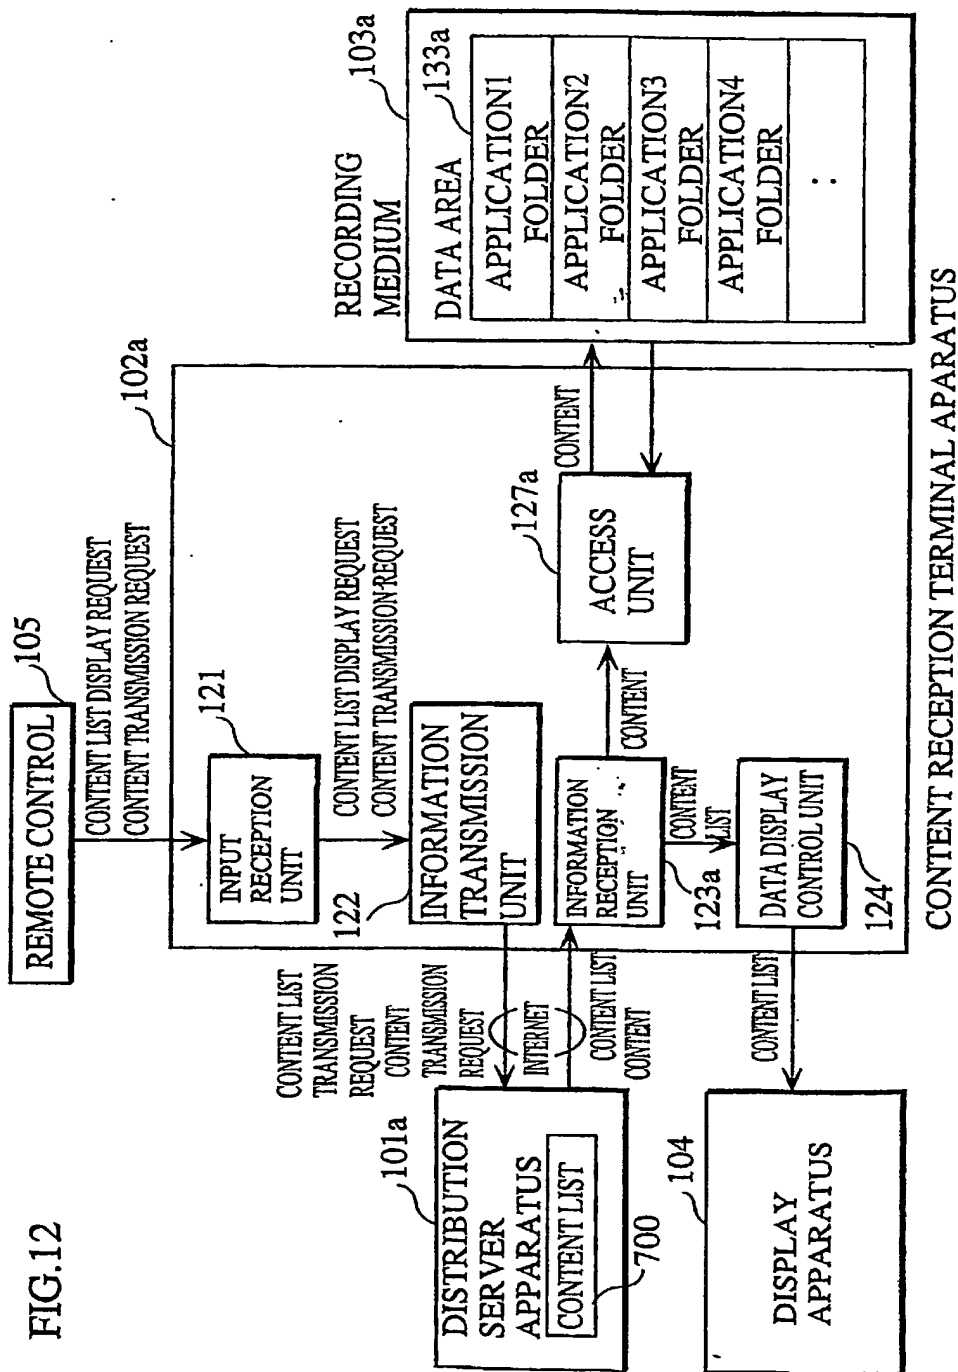 FIG.12
REMOTE CONTROL
105
CONTENT LIST DISPLAY REQUEST
CONTENT TRANSMISSION REQUEST
102a
121
INPUT
RECEPTION
UNIT
CONTENT LIST DISPLAY REQUEST
CONTENT TRANSMISSION REQUEST
122
INFORMATION
TRANSMISSION
UNIT
CONTENT LIST
TRANSMISSION
REQUEST
CONTENT
TRANSMISSION
REQUEST
INTERNET
CONTENT LIST
CONTENT
101a
DISTRIBUTION
SERVER
APPARATUS
CONTENT LIST
700
INFORMATION
RECEPTION
UNIT
123a
CONTENT
CONTENT
LIST
127a
ACCESS
UNIT
CONTENT
DATA DISPLAY
CONTROL UNIT
124
CONTENT LIST
104
DISPLAY
APPARATUS
RECORDING
MEDIUM
103a
DATA AREA
133a
APPLICATION1
FOLDER
APPLICATION2
FOLDER
APPLICATION3
FOLDER
APPLICATION4
FOLDER
:
CONTENT RECEPTION TERMINAL APARATUS